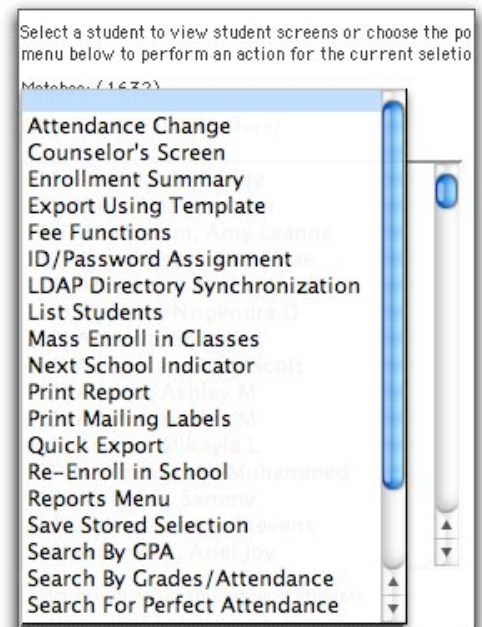 Select a student to view student screens or choose the po
menu below to perform an action for the current seletio
Matches: (1632)
Attendance Change
Counselor's Screen
Enrollment Summary
Export Using Template
Fee Functions
ID/Password Assignment
LDAP Directory Synchronization
List Students
Mass Enroll in Classes
Next School Indicator
Print Report
Print Mailing Labels
Quick Export
Re-Enroll in School
Reports Menu
Save Stored Selection
Search By GPA
Search By Grades/Attendance
Search For Perfect Attendance